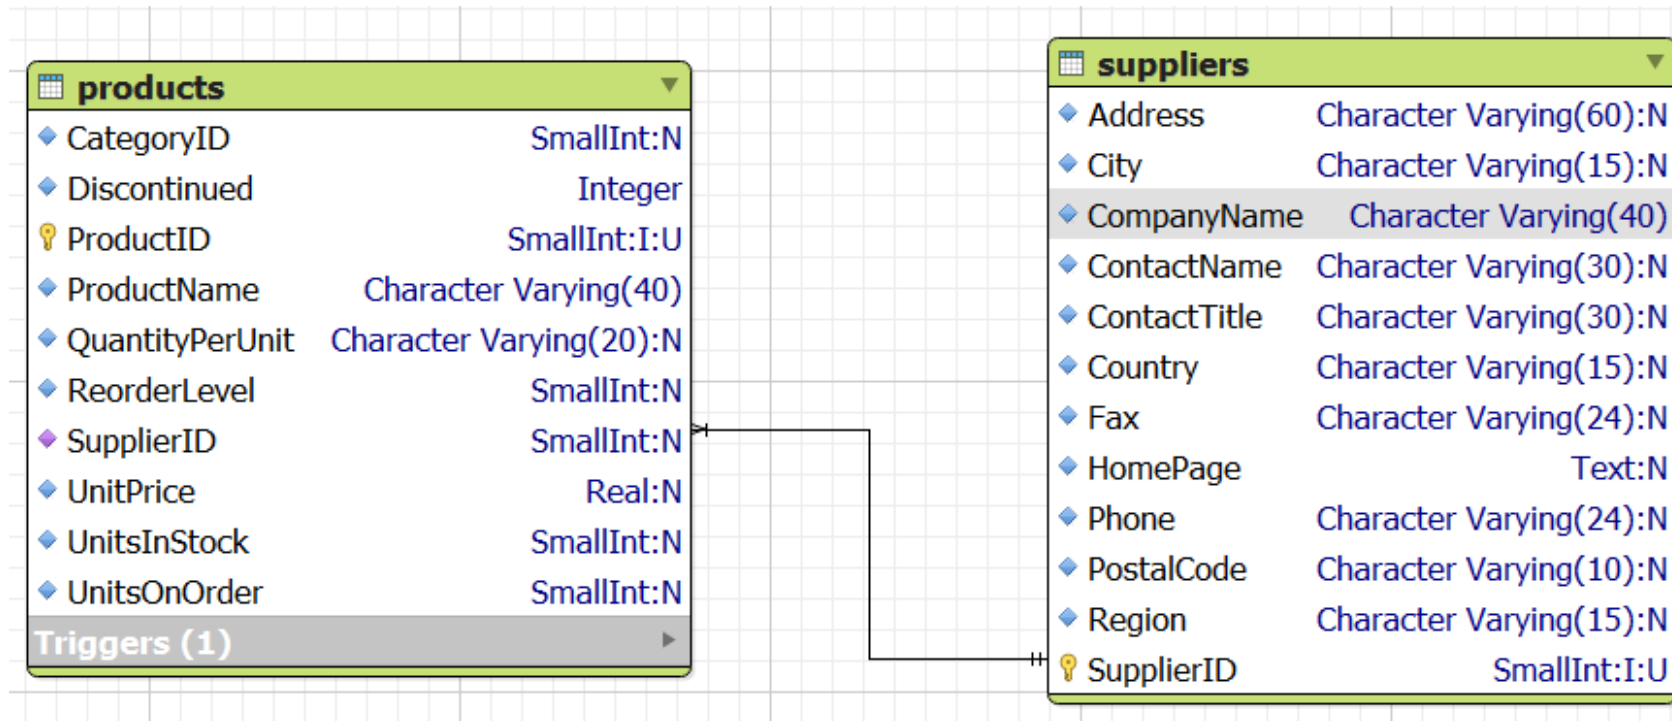 products
CategoryID SmallInt:N
Discontinued Integer
ProductID SmallInt:I:U
ProductName Character Varying(40)
QuantityPerUnit Character Varying(20):N
ReorderLevel SmallInt:N
SupplierID SmallInt:N
UnitPrice Real:N
UnitsInStock SmallInt:N
UnitsOnOrder SmallInt:N
Triggers (1)
suppliers
Address Character Varying(60):N
City Character Varying(15):N
CompanyName Character Varying(40)
ContactName Character Varying(30):N
ContactTitle Character Varying(30):N
Country Character Varying(15):N
Fax Character Varying(24):N
HomePage Text:N
Phone Character Varying(24):N
PostalCode Character Varying(10):N
Region Character Varying(15):N
SupplierID SmallInt:I:U